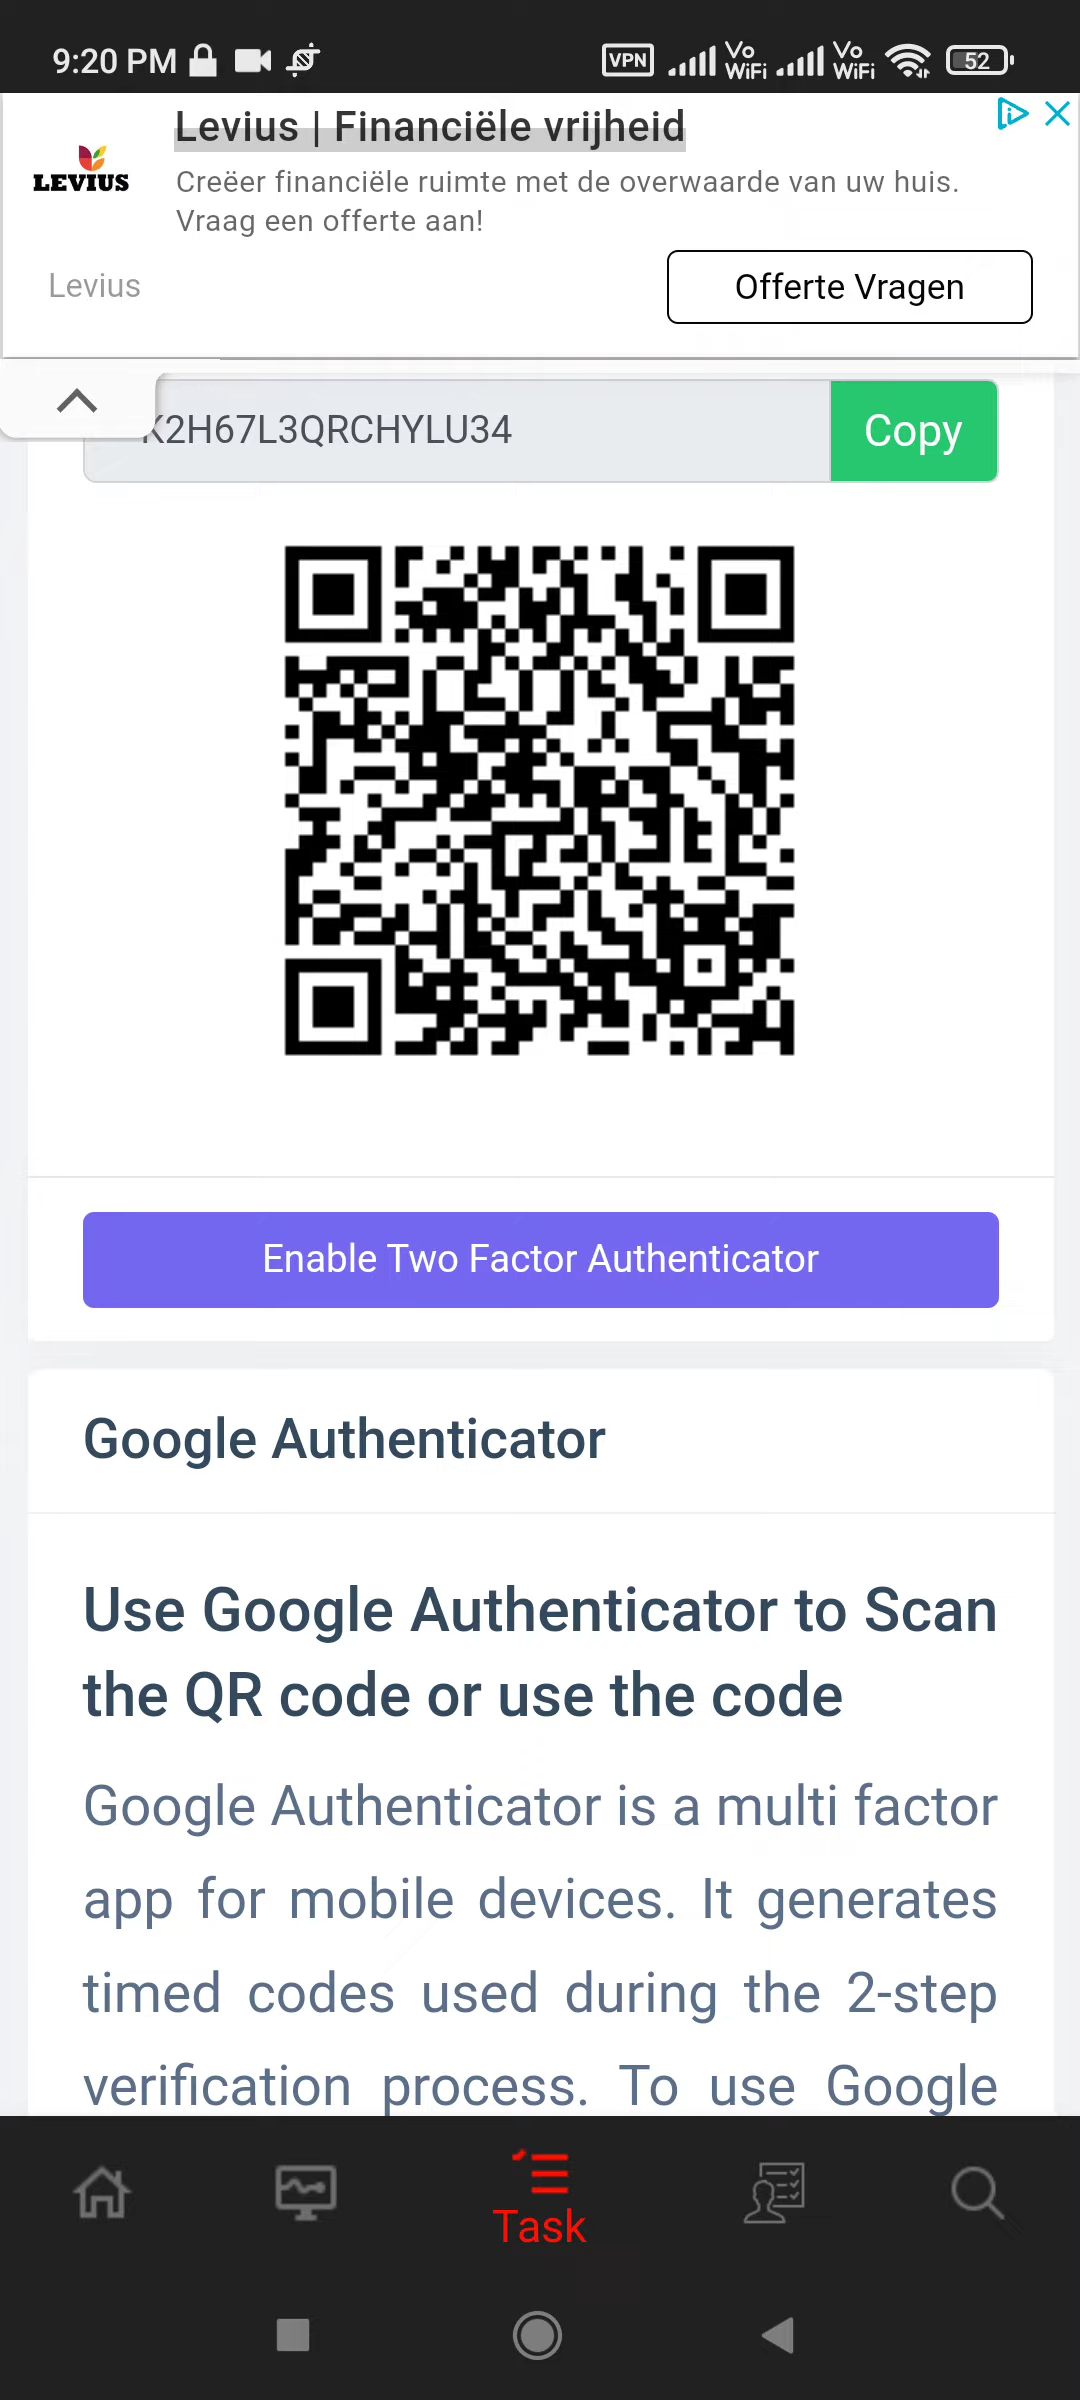 9:20 PM VPN Vo WiFi Vo WiFi 52
Levius | Financiële vrijheid
LEVIUS
Creëer financiële ruimte met de overwaarde van uw huis.
Vraag een offerte aan!
Levius
Offerte Vragen
K2H67L3QRCHYLU34
Copy
Enable Two Factor Authenticator
Google Authenticator
Use Google Authenticator to Scan
the QR code or use the code
Google Authenticator is a multi factor
app for mobile devices. It generates
timed codes used during the 2-step
verification process. To use Google
Task